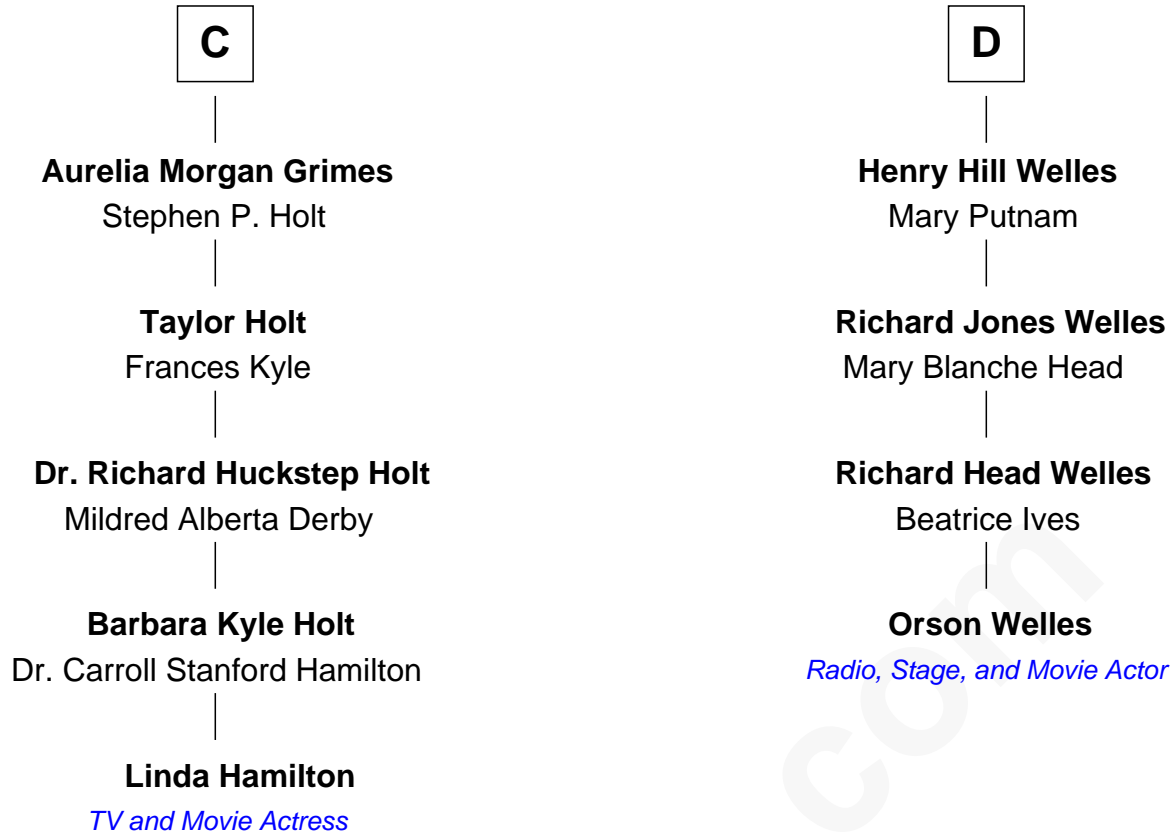 C
Aurelia Morgan Grimes
Stephen P. Holt
Taylor Holt
Frances Kyle
Dr. Richard Huckstep Holt
Mildred Alberta Derby
Barbara Kyle Holt
Dr. Carroll Stanford Hamilton
Linda Hamilton
TV and Movie Actress
D
Henry Hill Welles
Mary Putnam
Richard Jones Welles
Mary Blanche Head
Richard Head Welles
Beatrice Ives
Orson Welles
Radio, Stage, and Movie Actor
com